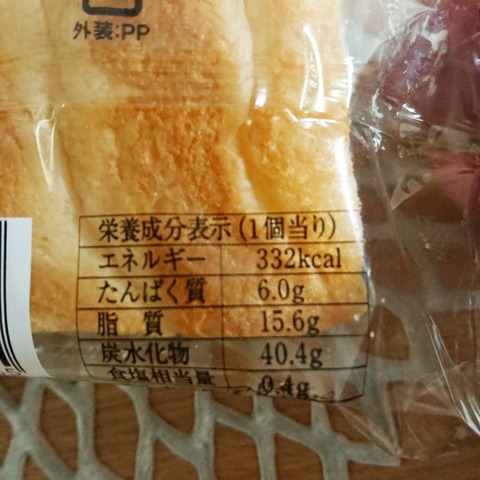 外装:PP
栄養成分表示(1個当り)
エネルギー 332kcal
たんぱく質 6.0g
脂 質 15.6g
炭水化物 40.4g
食塩相当量 0.4g